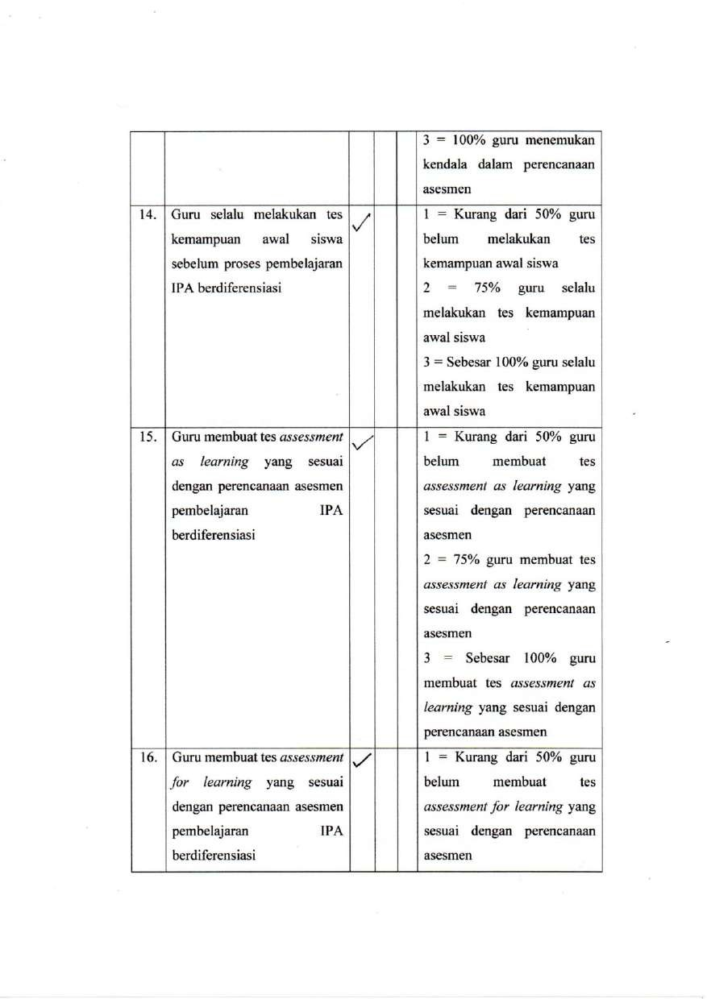 3 = 100% guru menemukan
kendala dalam perencanaan
asesmen
14.
Guru selalu melakukan tes
kemampuan awal siswa
sebelum proses pembelajaran
IPA berdiferensiasi
✓
1 = Kurang dari 50% guru
belum melakukan tes
kemampuan awal siswa
2 = 75% guru selalu
melakukan tes kemampuan
awal siswa
3 = Sebesar 100% guru selalu
melakukan tes kemampuan
awal siswa
15.
Guru membuat tes assessment
as learning yang sesuai
dengan perencanaan asesmen
pembelajaran IPA
berdiferensiasi
✓
1 = Kurang dari 50% guru
belum membuat tes
assessment as learning yang
sesuai dengan perencanaan
asesmen
2 = 75% guru membuat tes
assessment as learning yang
sesuai dengan perencanaan
asesmen
3 = Sebesar 100% guru
membuat tes assessment as
learning yang sesuai dengan
perencanaan asesmen
16.
Guru membuat tes assessment
for learning yang sesuai
dengan perencanaan asesmen
pembelajaran IPA
berdiferensiasi
✓
1 = Kurang dari 50% guru
belum membuat tes
assessment for learning yang
sesuai dengan perencanaan
asesmen